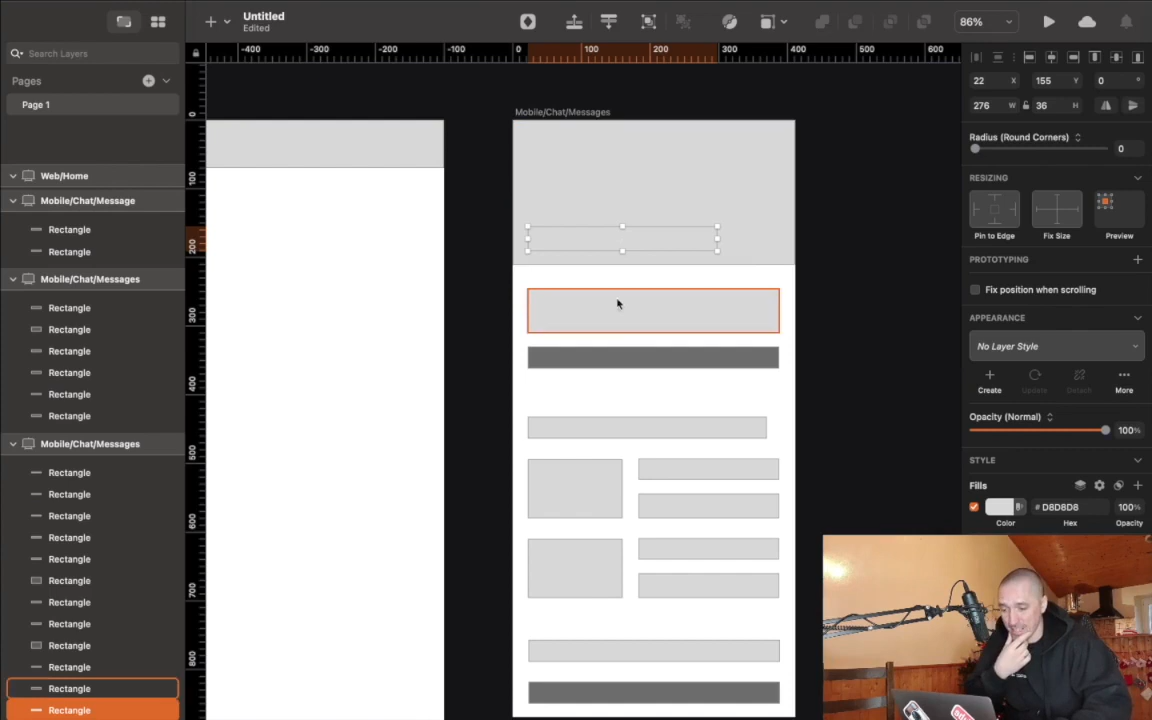 Untitled
Edited
86%
Search Layers
Pages
Page 1
Web/Home
Mobile/Chat/Message
Rectangle
Rectangle
Mobile/Chat/Messages
Rectangle
Rectangle
Rectangle
Rectangle
Rectangle
Rectangle
Mobile/Chat/Messages
Rectangle
Rectangle
Rectangle
Rectangle
Rectangle
Rectangle
Rectangle
Rectangle
Rectangle
Rectangle
Rectangle
Rectangle
-400 -300 -200 -100 0 100 200 300 400 500 600
0
100
200
300
400
500
600
700
800
Mobile/Chat/Messages
22 X 155 Y 0 °
276 W 36 H
Radius (Round Corners)
0
RESIZING
Pin to Edge Fix Size Preview
PROTOTYPING
Fix position when scrolling
APPEARANCE
No Layer Style
Create Update Detach More
Opacity (Normal)
100%
STYLE
Fills
# D8D8D8 100%
Color Hex Opacity